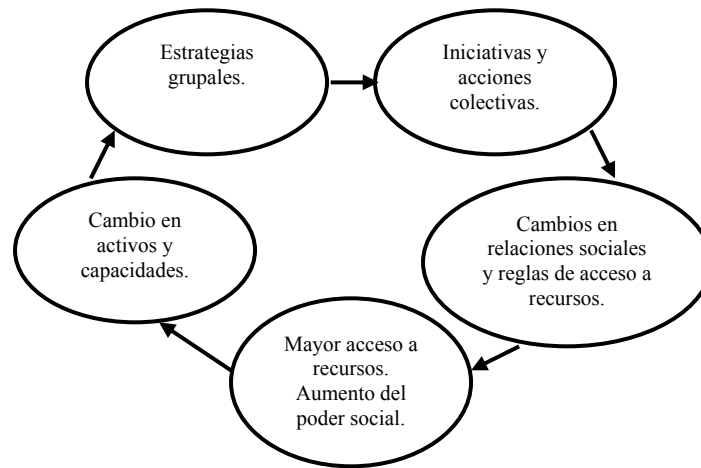 Estrategias
grupales.
Iniciativas y
acciones
colectivas.
Cambios en
relaciones sociales
y reglas de acceso a
recursos.
Mayor acceso a
recursos.
Aumento del
poder social.
Cambio en
activos y
capacidades.